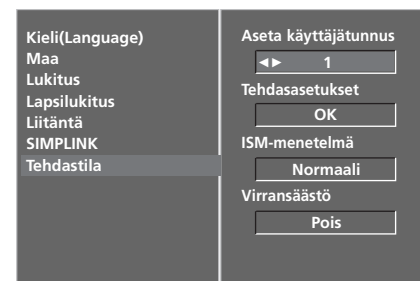 Kieli(Language)
Maa
Lukitus
Lapsilukitus
Liitäntä
SIMPLINK
Tehdastila
Aseta käyttäjätunnus
◄► 1
Tehdasasetukset
OK
ISM-menetelmä
Normaali
Virransäästö
Pois